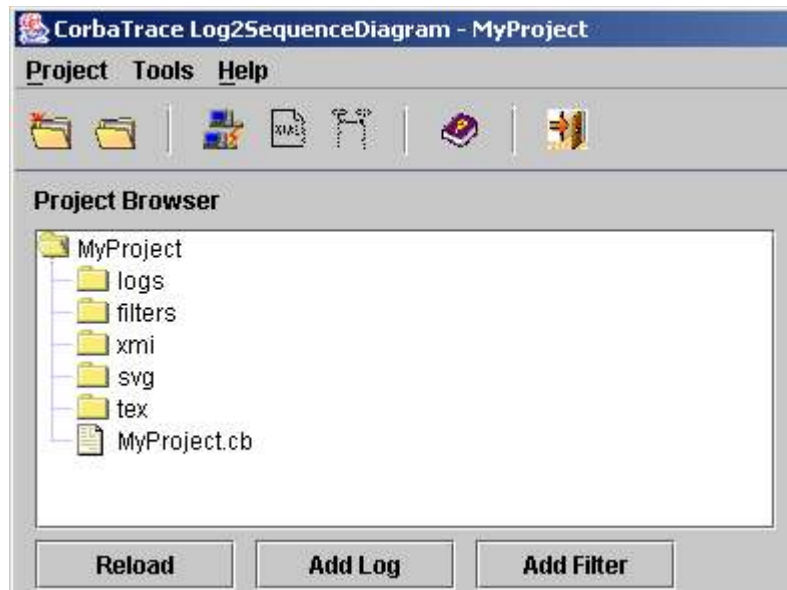 CorbaTrace Log2SequenceDiagram - MyProject
Project Tools Help
XML
Project Browser
MyProject
logs
filters
xmi
svg
tex
MyProject.cb
Reload Add Log Add Filter